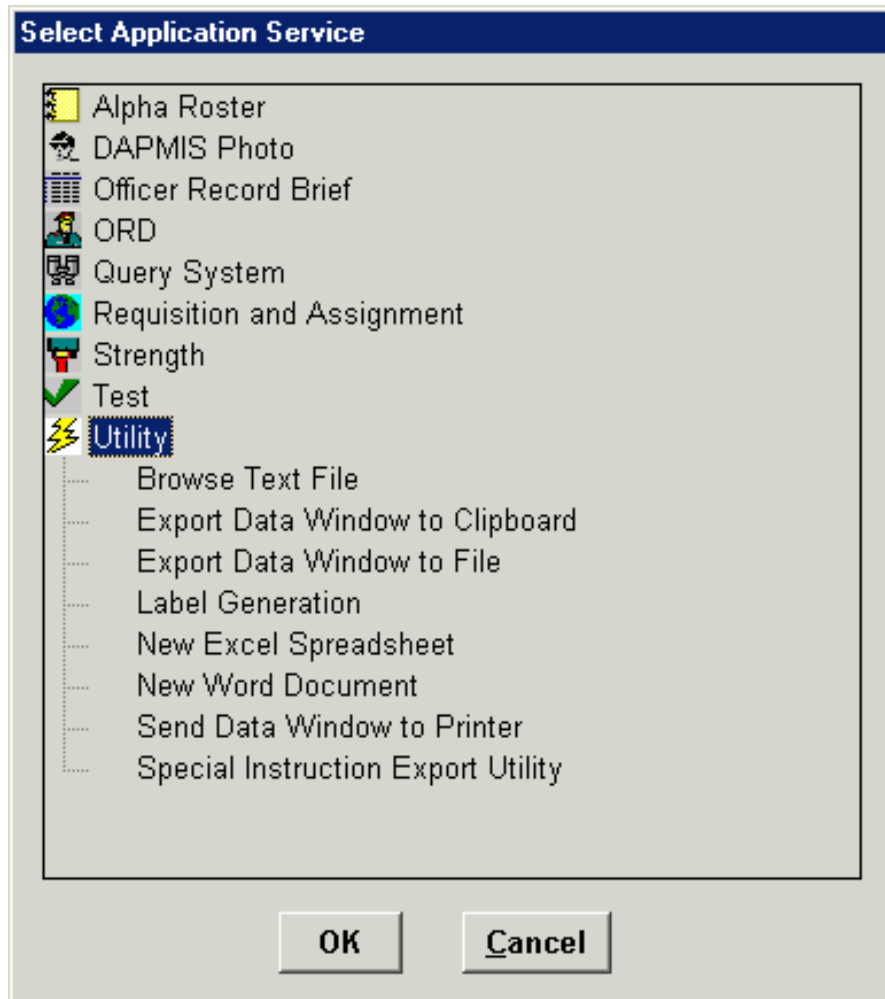 Select Application Service
Alpha Roster
DAPMIS Photo
Officer Record Brief
ORD
Query System
Requisition and Assignment
Strength
Test
Utility
Browse Text File
Export Data Window to Clipboard
Export Data Window to File
Label Generation
New Excel Spreadsheet
New Word Document
Send Data Window to Printer
Special Instruction Export Utility
OK Cancel